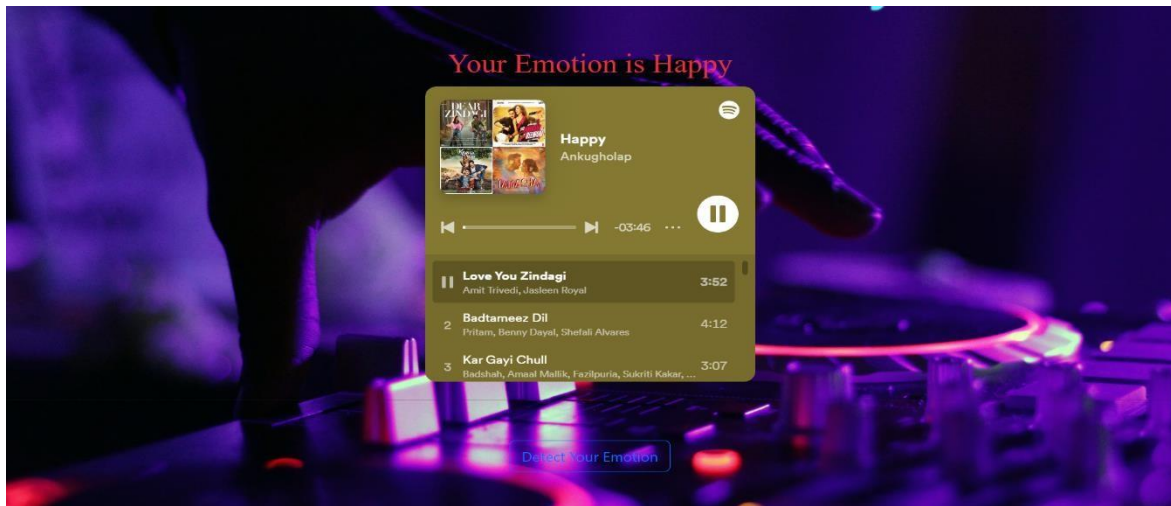 Your Emotion is Happy
DEAR
ZINDAGI
Happy
Ankugholap
-03:46 ...
Love You Zindagi 3:52
Amit Trivedi, Jasleen Royal
2 Badtameez Dil 4:12
Pritam, Benny Dayal, Shefali Alvares
3 Kar Gayi Chull 3:07
Badshah, Amaal Mallik, Fazilpuria, Sukriti Kakar, ...
Detect Your Emotion